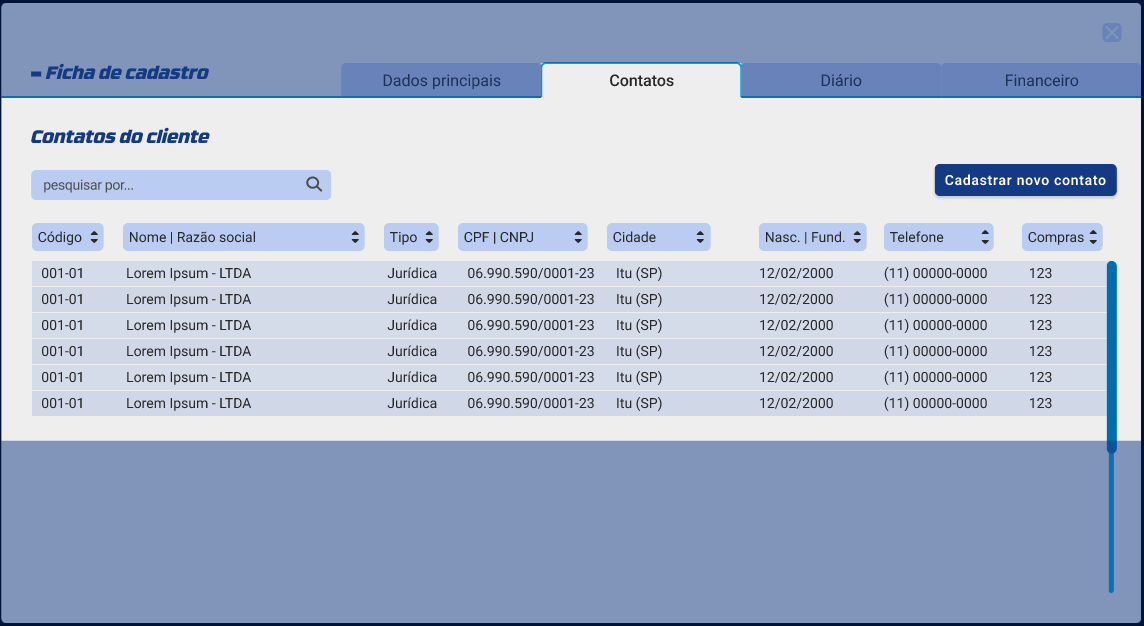 – Ficha de cadastro
Dados principais Contatos Diário Financeiro
Contatos do cliente
pesquisar por...
Cadastrar novo contato
Código Nome | Razão social Tipo CPF | CNPJ Cidade Nasc. | Fund. Telefone Compras
001-01 Lorem Ipsum - LTDA Jurídica 06.990.590/0001-23 Itu (SP) 12/02/2000 (11) 00000-0000 123
001-01 Lorem Ipsum - LTDA Jurídica 06.990.590/0001-23 Itu (SP) 12/02/2000 (11) 00000-0000 123
001-01 Lorem Ipsum - LTDA Jurídica 06.990.590/0001-23 Itu (SP) 12/02/2000 (11) 00000-0000 123
001-01 Lorem Ipsum - LTDA Jurídica 06.990.590/0001-23 Itu (SP) 12/02/2000 (11) 00000-0000 123
001-01 Lorem Ipsum - LTDA Jurídica 06.990.590/0001-23 Itu (SP) 12/02/2000 (11) 00000-0000 123
001-01 Lorem Ipsum - LTDA Jurídica 06.990.590/0001-23 Itu (SP) 12/02/2000 (11) 00000-0000 123